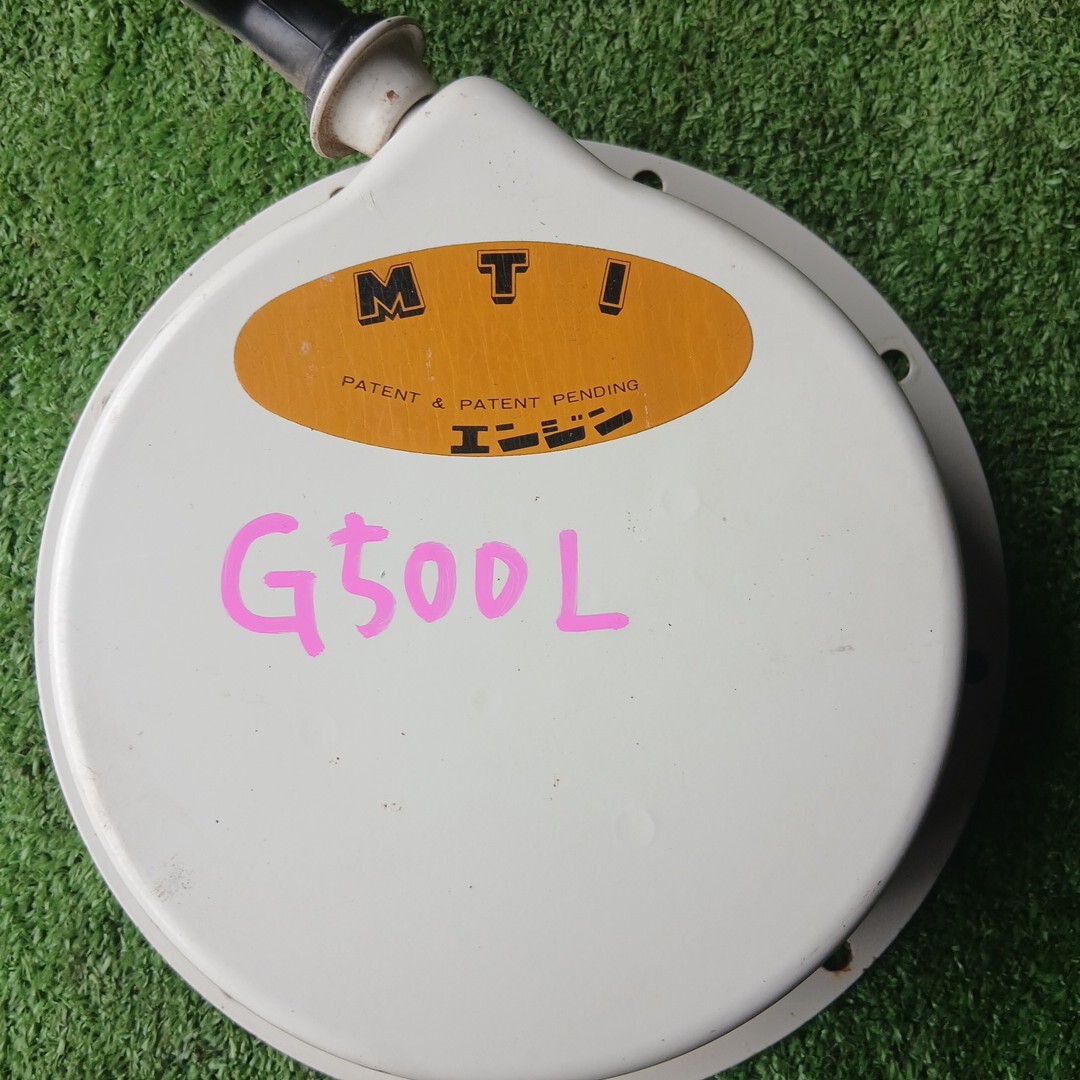 MTI
PATENT & PATENT PENDING
エンジン
G500L